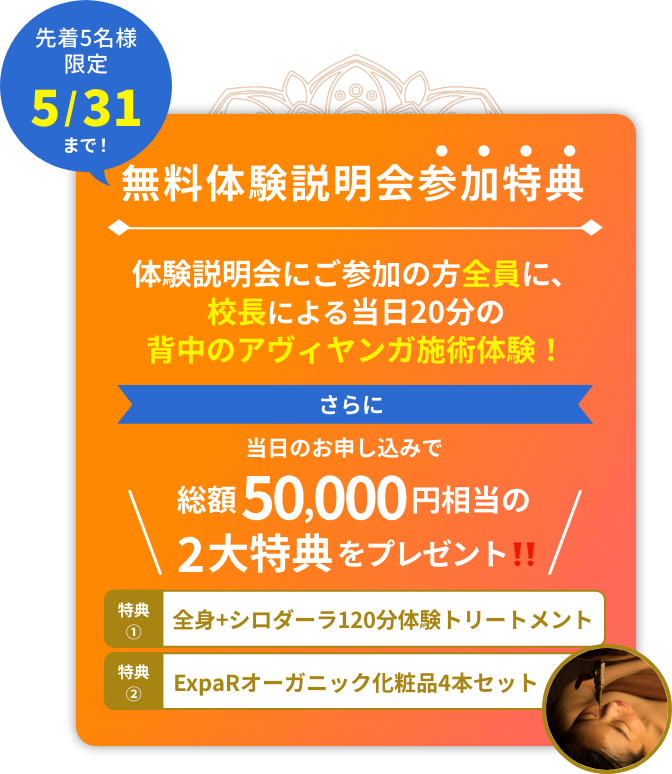 先着5名様
限定
5/31
まで！
無料体験説明会参加特典
体験説明会にご参加の方全員に、
校長による当日20分の
背中のアヴィヤンガ施術体験！
さらに
当日のお申し込みで
総額50,000円相当の
2大特典をプレゼント!!
特典
①
全身+シロダーラ120分体験トリートメント
特典
②
ExpaRオーガニック化粧品4本セット